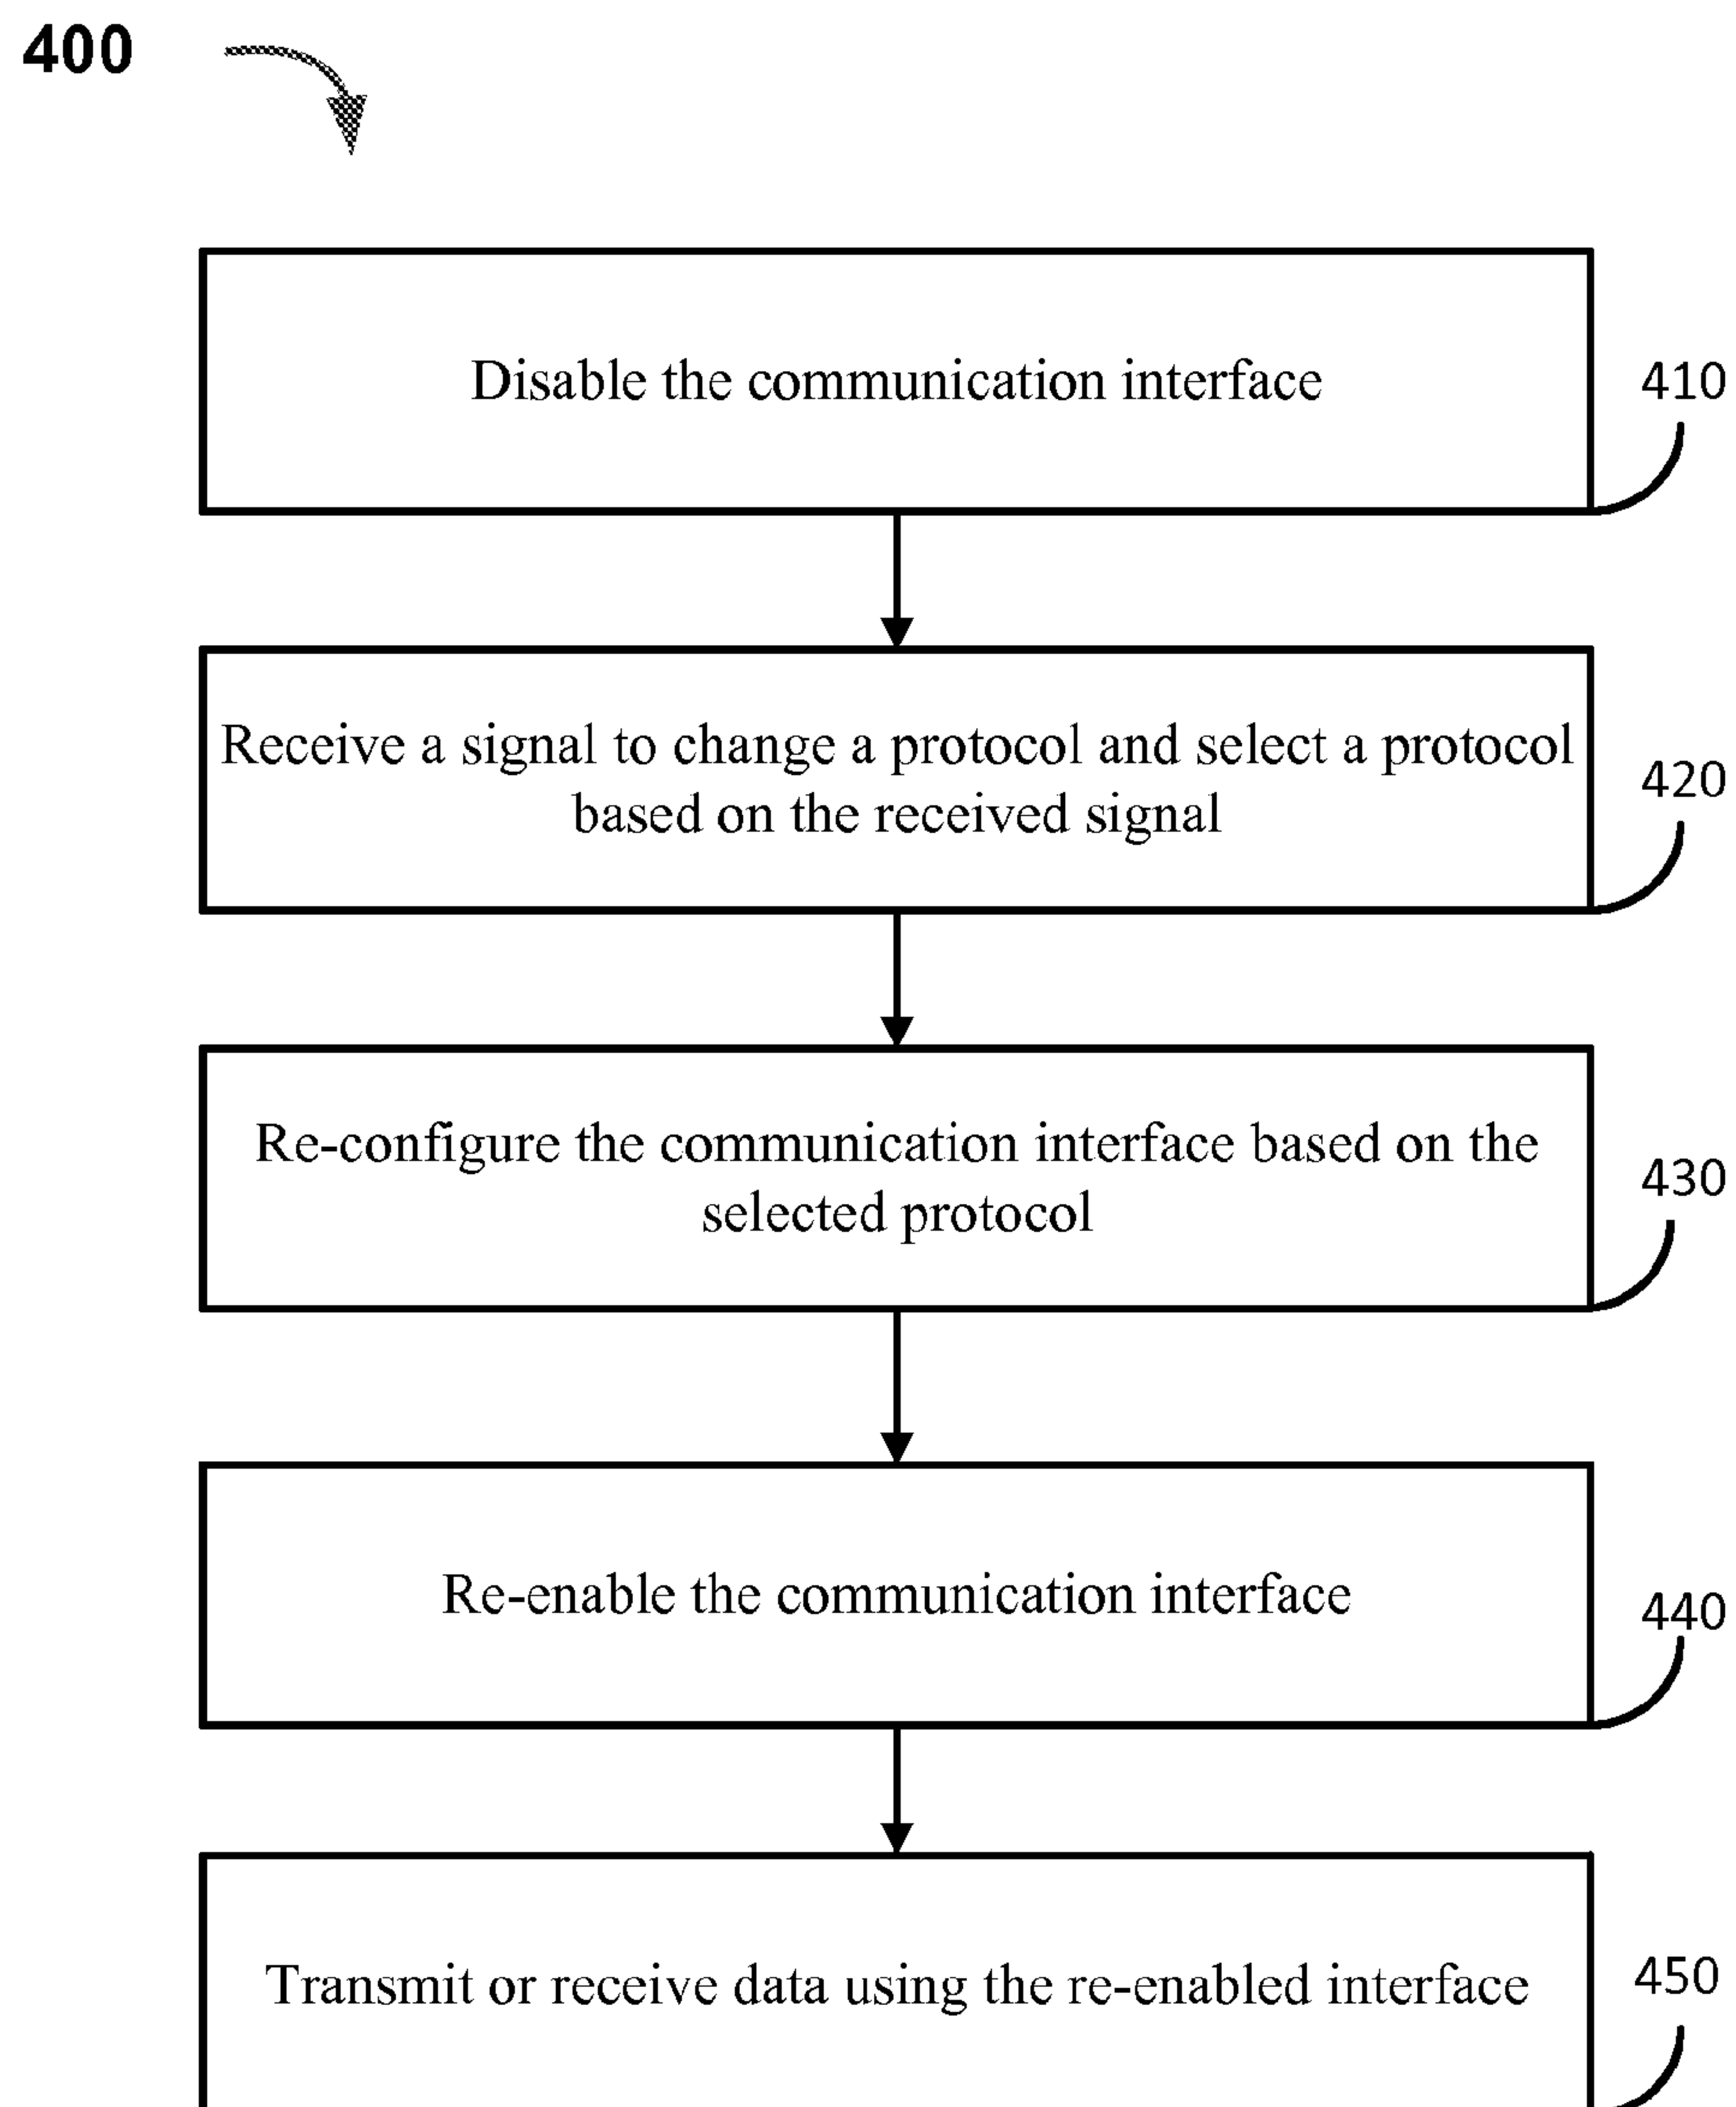 400
Disable the communication interface
410
Receive a signal to change a protocol and select a protocol
based on the received signal
420
Re-configure the communication interface based on the
selected protocol
430
Re-enable the communication interface
440
Transmit or receive data using the re-enabled interface
450